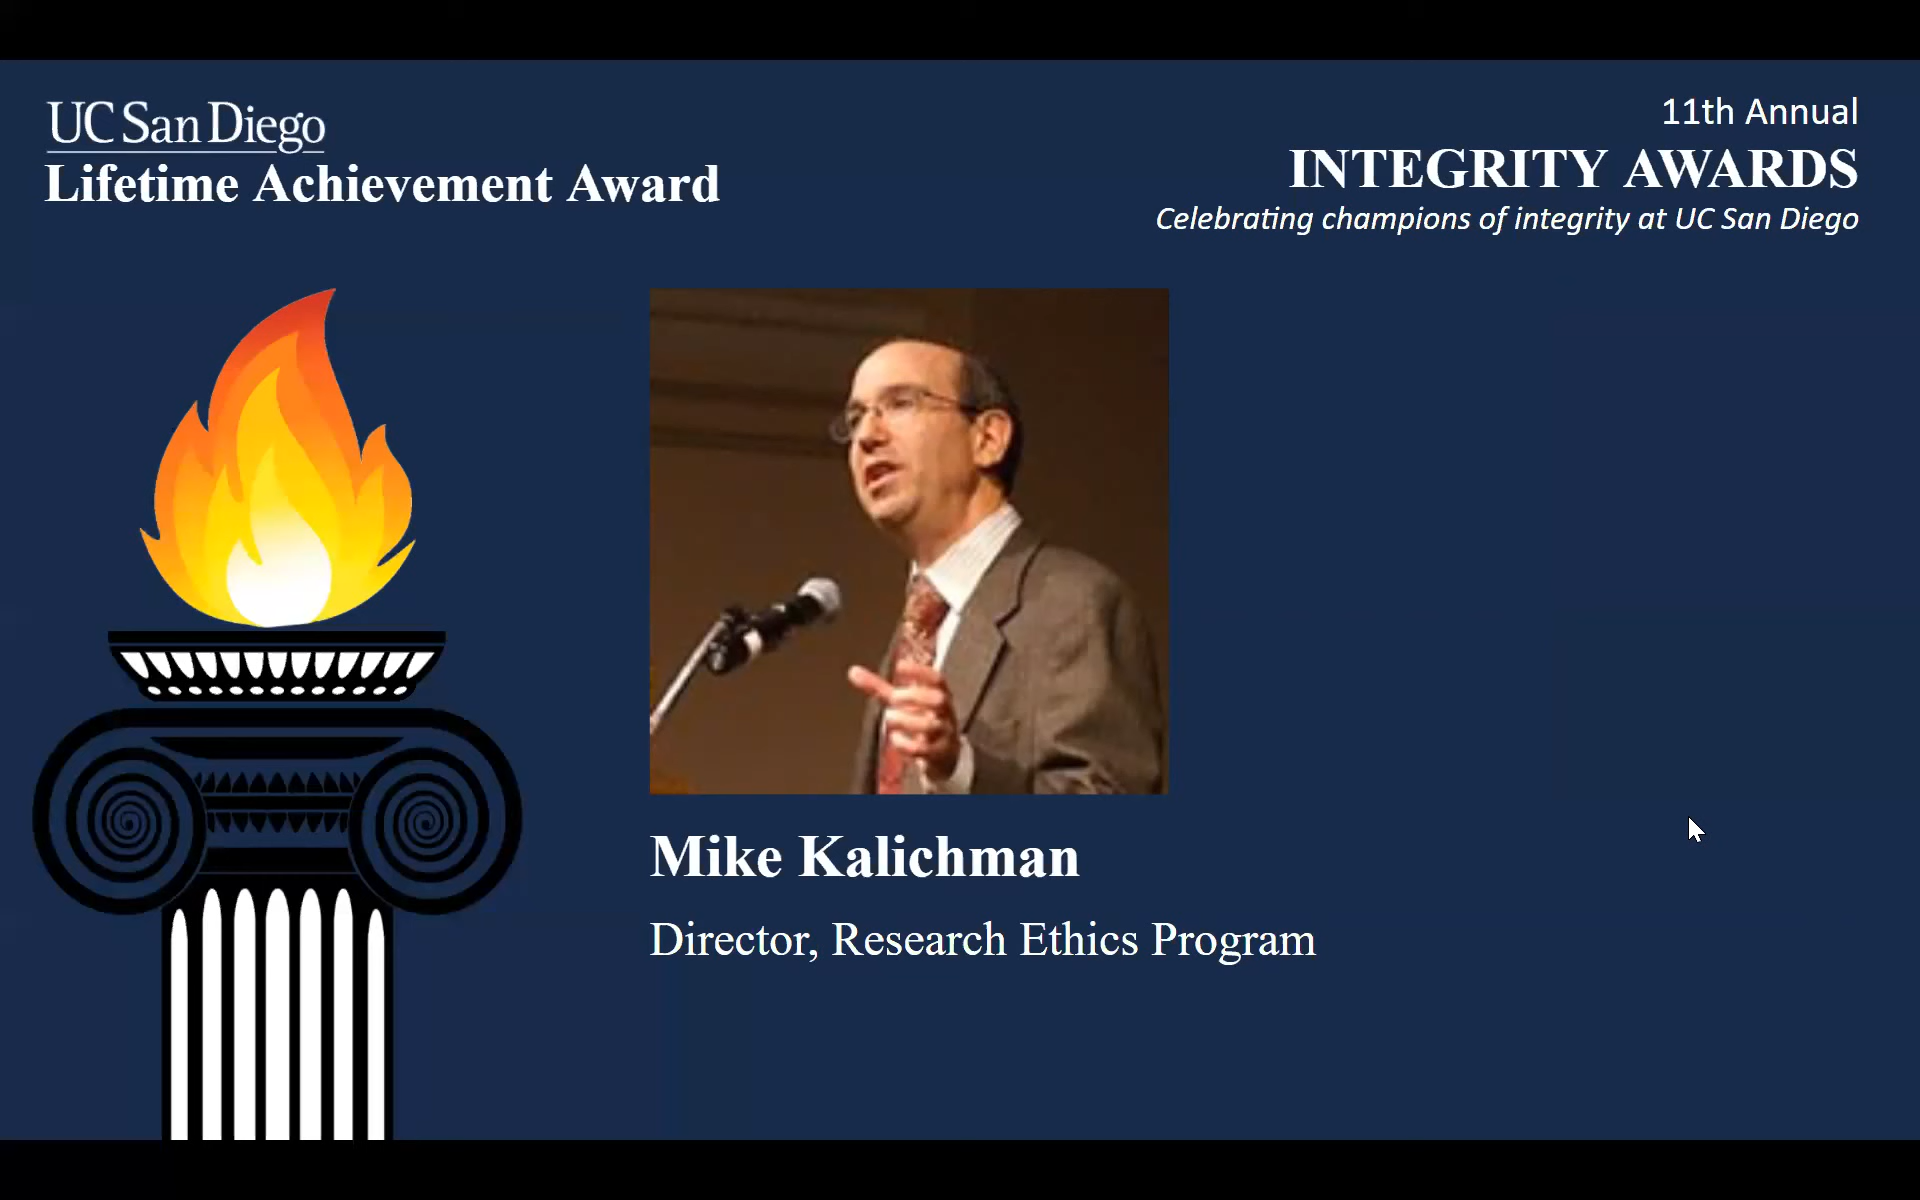 UC San Diego
Lifetime Achievement Award
11th Annual
INTEGRITY AWARDS
Celebrating champions of integrity at UC San Diego
Mike Kalichman
Director, Research Ethics Program